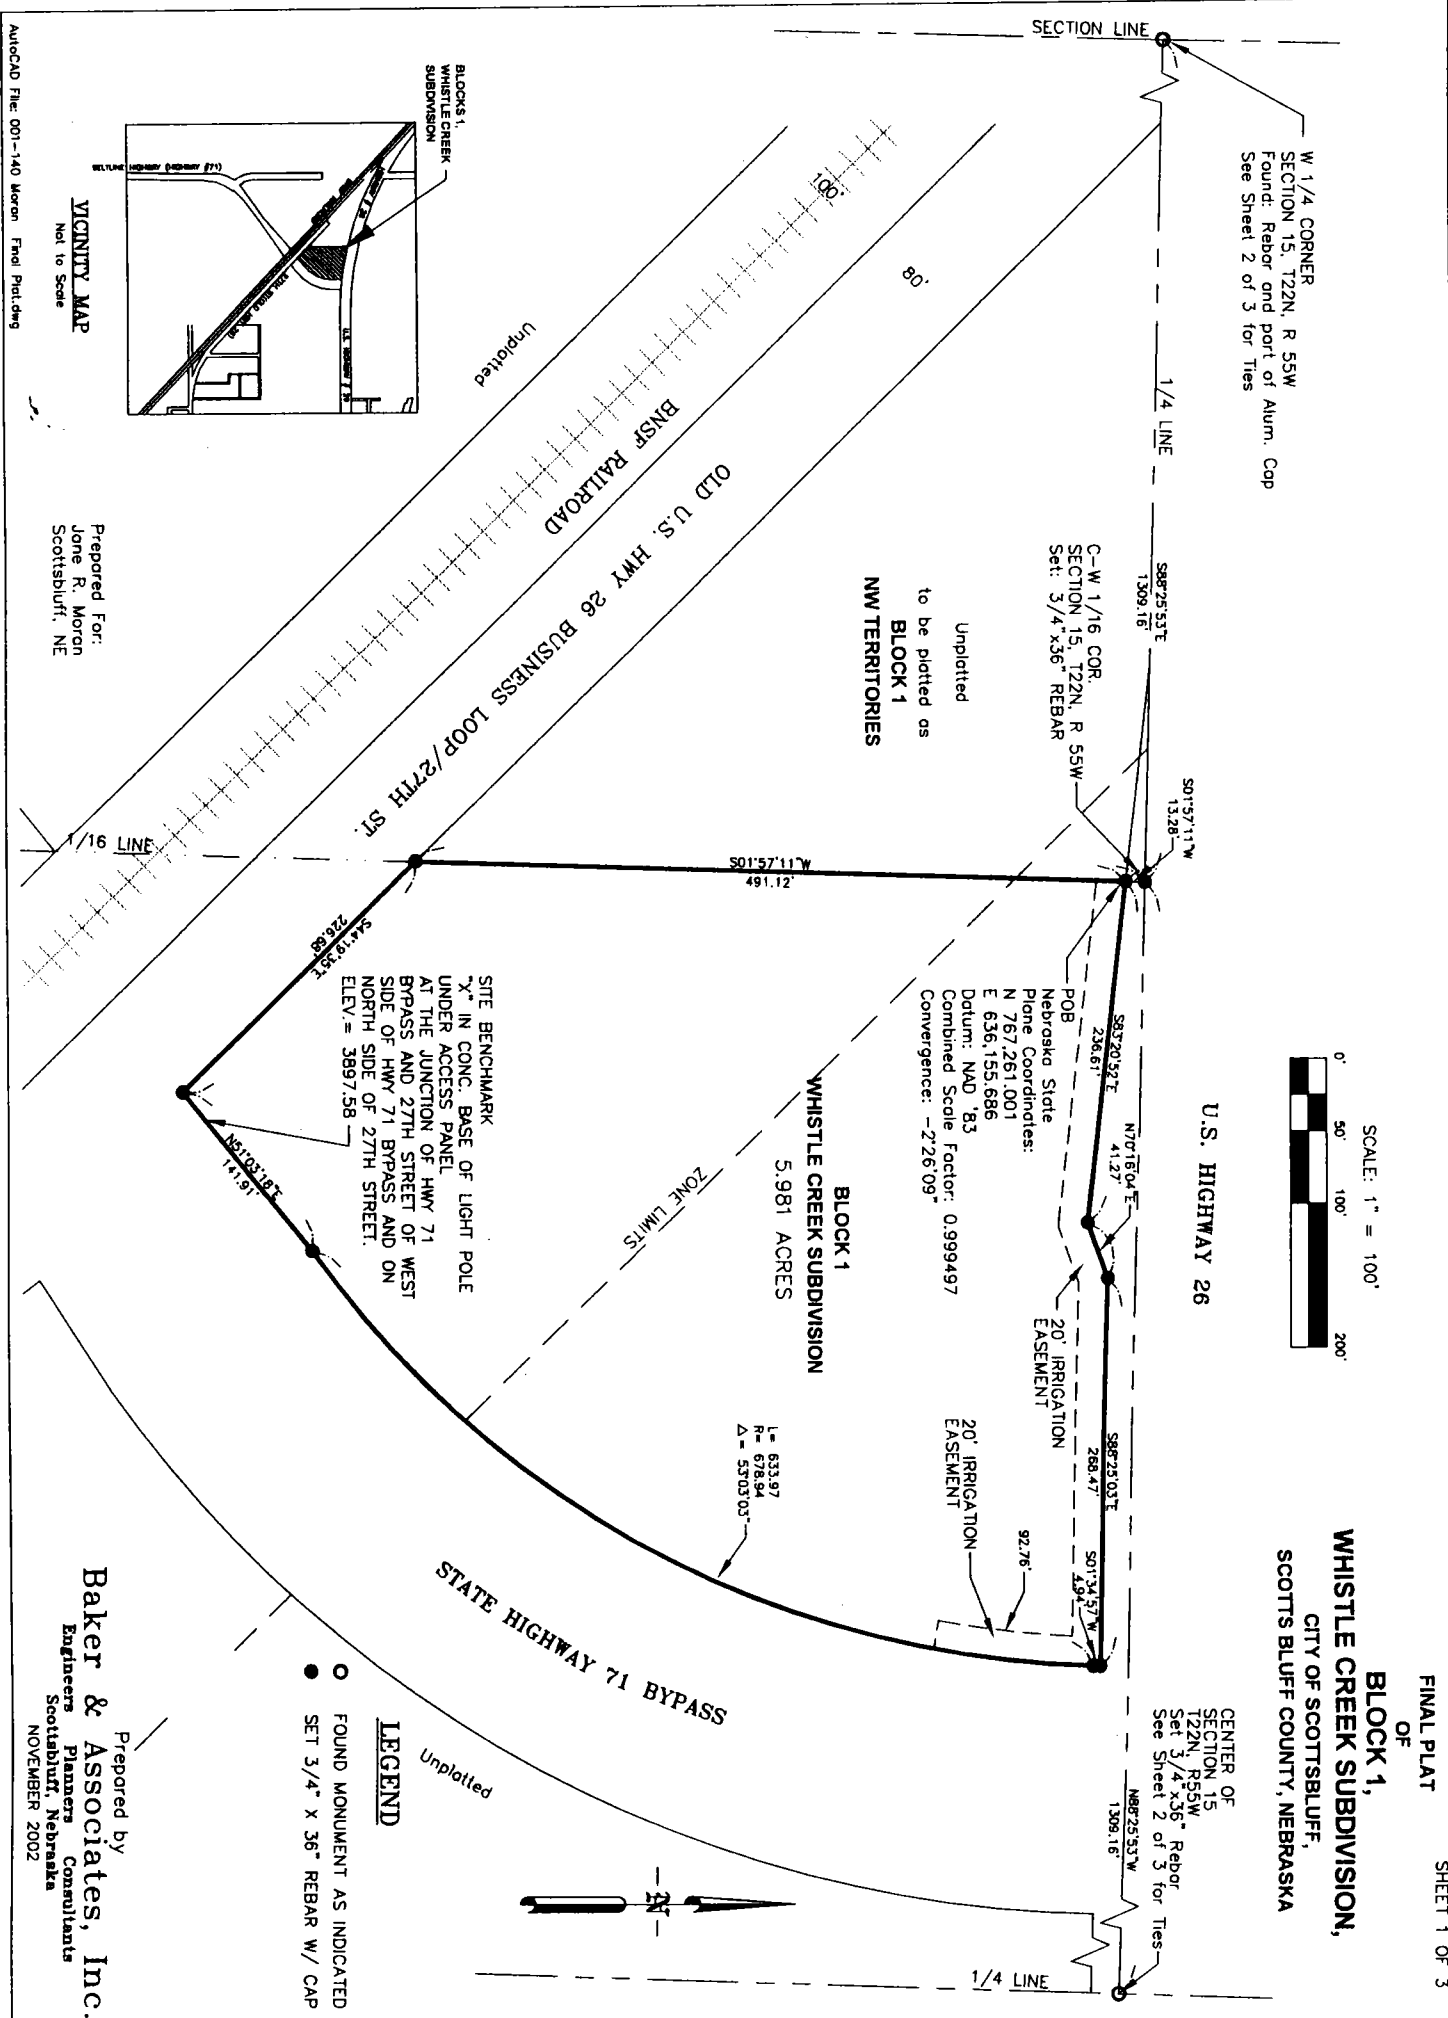 SHEET 1 OF 3
FINAL PLAT
OF
BLOCK 1,
WHISTLE CREEK SUBDIVISION,
CITY OF SCOTTSBLUFF,
SCOTTS BLUFF COUNTY, NEBRASKA
SCALE: 1" = 100'
0' 50' 100' 200'
W 1/4 CORNER
SECTION 15, T22N, R 55W
Found: Rebar and part of Alum. Cap
See Sheet 2 of 3 for Ties
SECTION LINE
1/4 LINE
S88°25'53"E
1309.16'
S01°57'11"W
13.28'
C-W 1/16 COR.
SECTION 15, T22N, R 55W
Set: 3/4"x36" REBAR
U.S. HIGHWAY 26
CENTER OF
SECTION 15
T22N, R55W
Set 3/4"x36" Rebar
See Sheet 2 of 3 for Ties
N88°25'53"W
1309.16'
1/4 LINE
S83°20'52"E
236.61'
N70°16'04"E
41.27'
S88°25'03"E
268.47'
S01°34'57"W
4.94'
20' IRRIGATION
EASEMENT
20' IRRIGATION
EASEMENT
92.76'
POB
Nebraska State
Plane Coordinates:
N 767,261.001
E 636,155.686
Datum: NAD '83
Combined Scale Factor: 0.999497
Convergence: -2°26'09"
Unplatted
to be platted as
BLOCK 1
NW TERRITORIES
BLOCK 1
WHISTLE CREEK SUBDIVISION
5.981 ACRES
ZONE LIMITS
S01°57'11"W
491.12'
L= 633.97
R= 678.94
Δ= 53°03'03"
100'
80'
Unplatted
BNSF RAILROAD
OLD U.S. HWY 26 BUSINESS LOOP/27TH ST.
1/16 LINE
S44°19'35"E
226.68'
N51°03'18"E
141.91'
SITE BENCHMARK
"X" IN CONC. BASE OF LIGHT POLE
UNDER ACCESS PANEL
AT THE JUNCTION OF HWY 71
BYPASS AND 27TH STREET OF WEST
SIDE OF HWY 71 BYPASS AND ON
NORTH SIDE OF 27TH STREET.
ELEV.= 3897.58
STATE HIGHWAY 71 BYPASS
Unplatted
N
LEGEND
FOUND MONUMENT AS INDICATED
SET 3/4" X 36" REBAR W/ CAP
BLOCKS 1,
WHISTLE CREEK
SUBDIVISION
BELTLINE HIGHWAY (HIGHWAY #71)
U.S. HIGHWAY # 26
VICINITY MAP
Not to Scale
Prepared For:
Jane R. Moran
Scottsbluff, NE
Prepared by
Baker & Associates, Inc.
Engineers Planners Consultants
Scottsbluff, Nebraska
NOVEMBER 2002
AutoCAD File: 001-140 Moran Final Plat.dwg